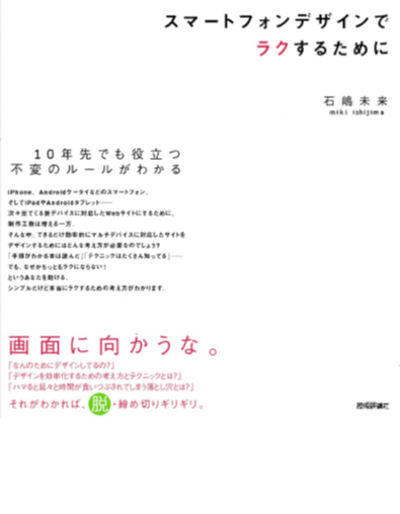 スマートフォンデザインで
ラクするために
石嶋未来
miki ishijima
10年先でも役立つ
不変のルールがわかる
iPhone、Androidケータイなどのスマートフォン、
そしてiPadやAndroidタブレット――
次々出てくる新デバイスに対応したWebサイトにするために、
制作工数は増える一方。
そんな中、できるだけ効率的にマルチデバイスに対応したサイトを
デザインするためにはどんな考え方が必要なのでしょう?
「手順がわかる本は読んだ」「テクニックはたくさん知ってる」――
でも、なぜかちっともラクにならない!
というあなたを助ける、
シンプルだけど本当にラクするための考え方がわかります。
画面に向かうな。
「なんのためにデザインしてるの?」
「デザインを効率化するための考え方とテクニックとは?」
「ハマると延々と時間が食いつぶされてしまう落とし穴とは?」
それがわかれば、脱・締め切りギリギリ。
技術評論社